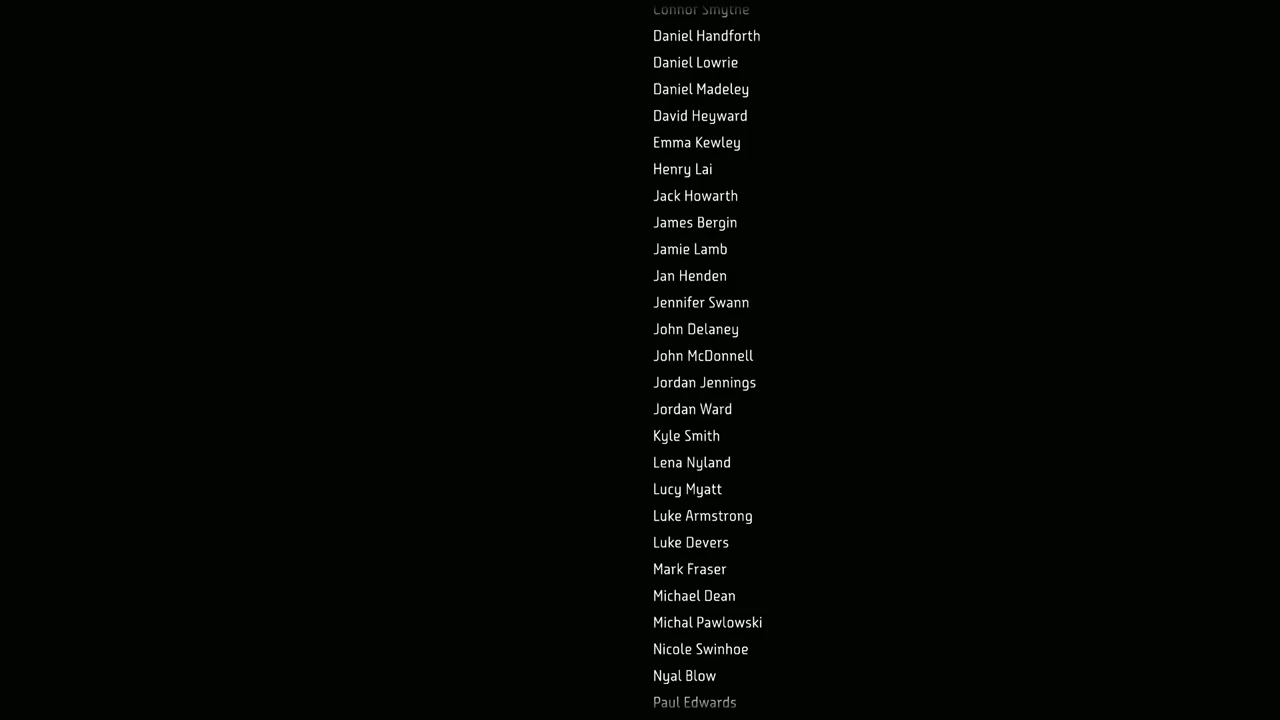 Connor Smythe
Daniel Handforth
Daniel Lowrie
Daniel Madeley
David Heyward
Emma Kewley
Henry Lai
Jack Howarth
James Bergin
Jamie Lamb
Jan Henden
Jennifer Swann
John Delaney
John McDonnell
Jordan Jennings
Jordan Ward
Kyle Smith
Lena Nyland
Lucy Myatt
Luke Armstrong
Luke Devers
Mark Fraser
Michael Dean
Michal Pawlowski
Nicole Swinhoe
Nyal Blow
Paul Edwards